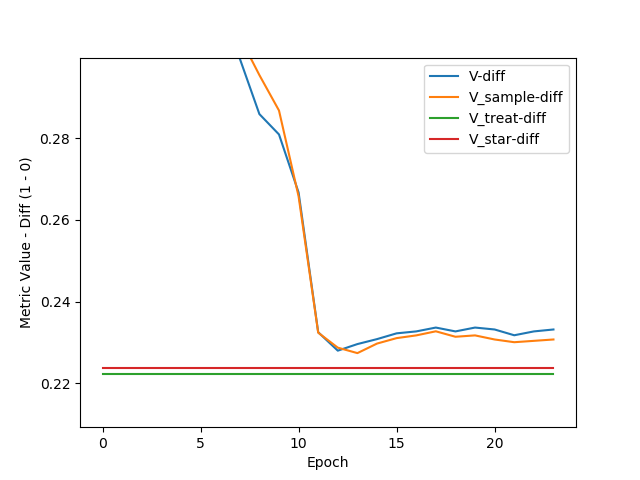 V-diff
V_sample-diff
V_treat-diff
V_star-diff
Metric Value - Diff (1 - 0)
0.28
0.26
0.24
0.22
0 5 10 15 20
Epoch